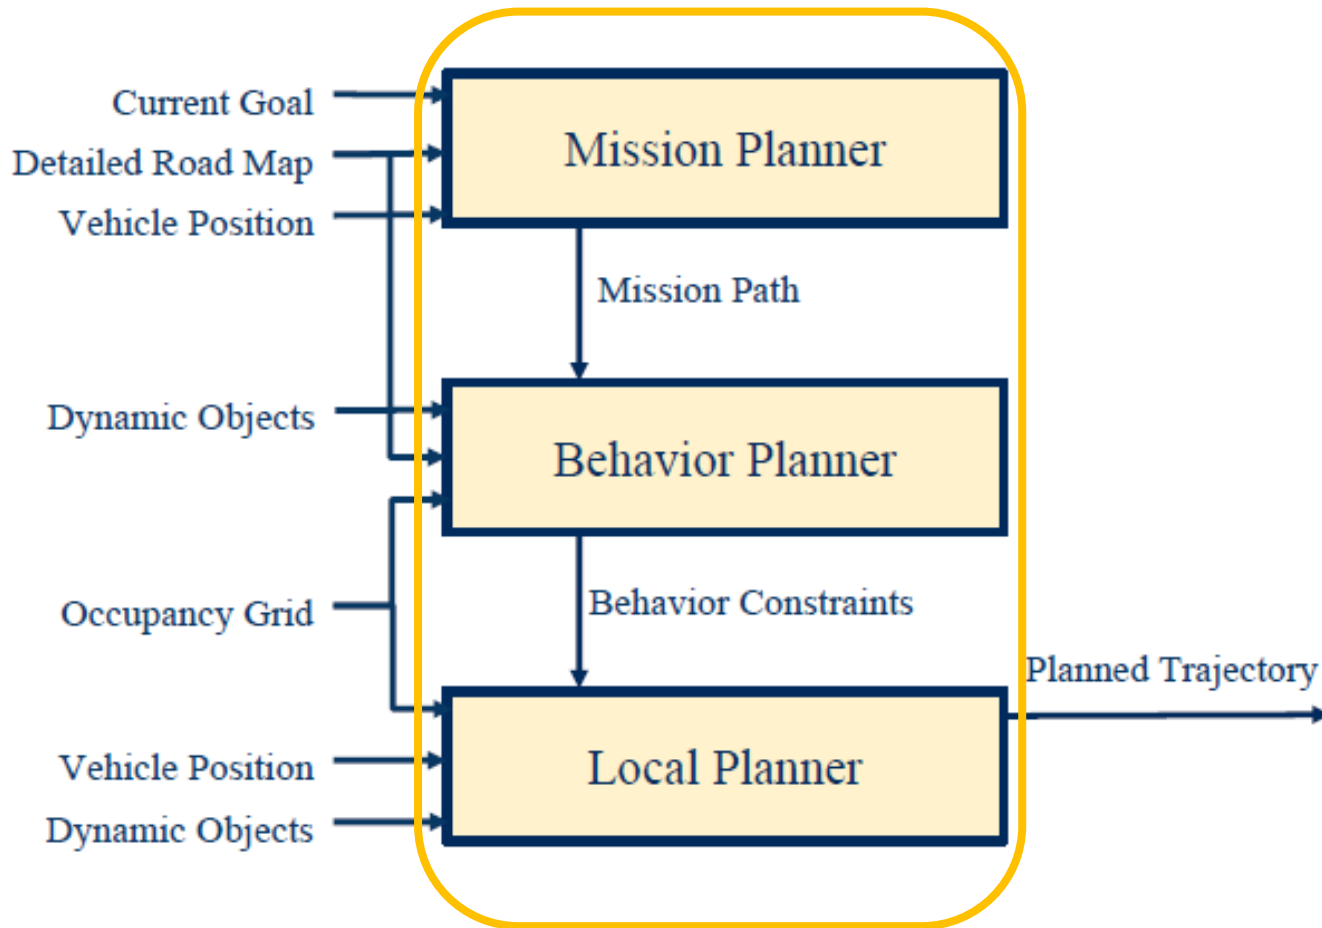 Current Goal
Detailed Road Map
Vehicle Position
Mission Planner
Mission Path
Dynamic Objects
Behavior Planner
Occupancy Grid
Behavior Constraints
Planned Trajectory
Local Planner
Vehicle Position
Dynamic Objects